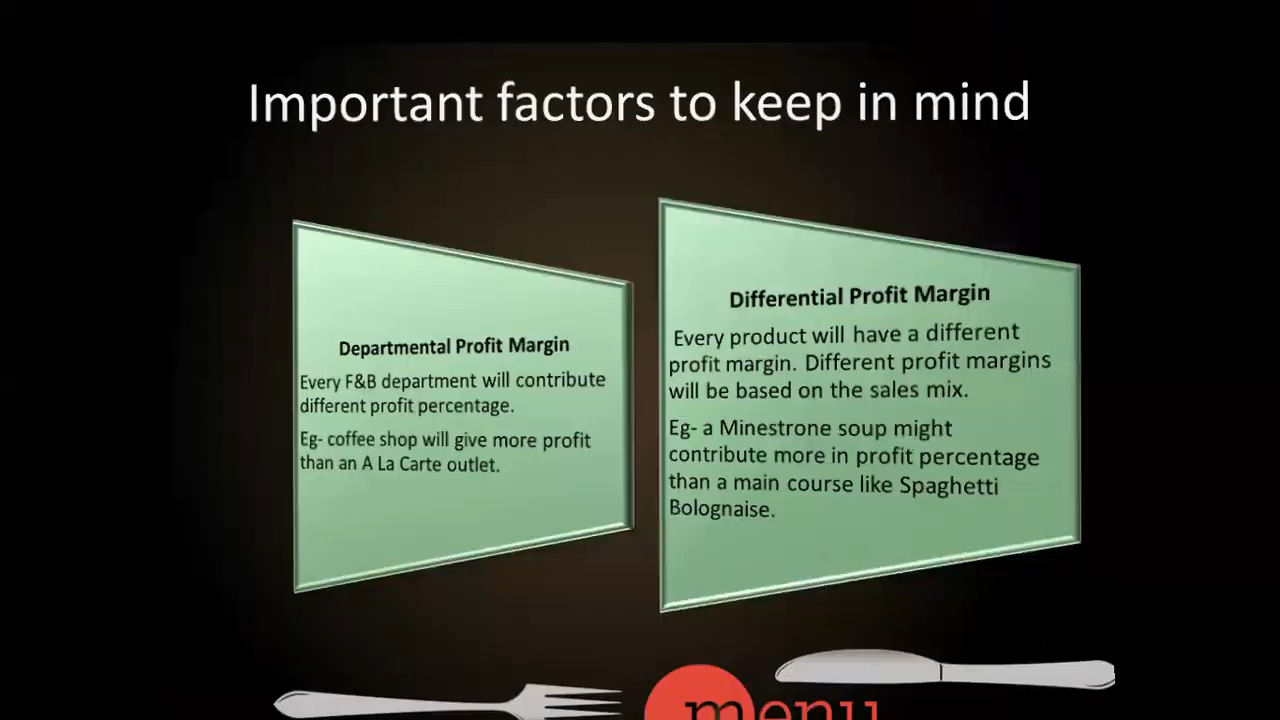 Important factors to keep in mind
Departmental Profit Margin
Every F&B department will contribute
different profit percentage.
Eg- coffee shop will give more profit
than an A La Carte outlet.
Differential Profit Margin
Every product will have a different
profit margin. Different profit margins
will be based on the sales mix.
Eg- a Minestrone soup might
contribute more in profit percentage
than a main course like Spaghetti
Bolognaise.
menu